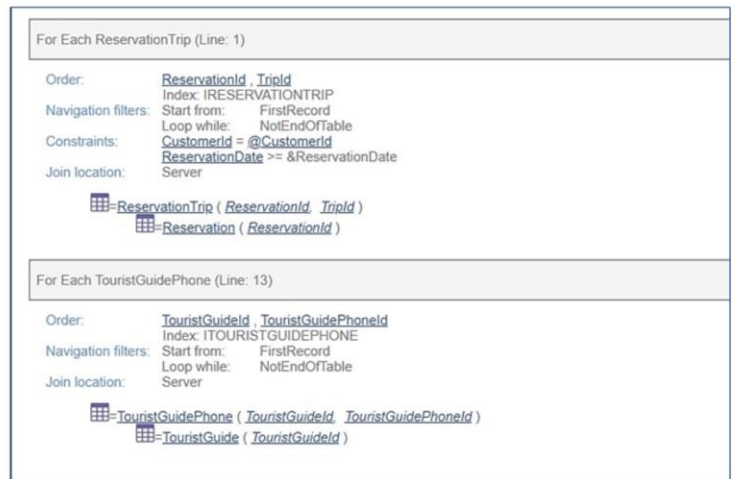 For Each ReservationTrip (Line: 1)
Order: ReservationId , TripId
Index: IRESERVATIONTRIP
Navigation filters: Start from: FirstRecord
Loop while: NotEndOfTable
Constraints: CustomerId = @CustomerId
ReservationDate >= &ReservationDate
Join location: Server
=ReservationTrip ( ReservationId, TripId )
=Reservation ( ReservationId )
For Each TouristGuidePhone (Line: 13)
Order: TouristGuideId , TouristGuidePhoneId
Index: ITOURISTGUIDEPHONE
Navigation filters: Start from: FirstRecord
Loop while: NotEndOfTable
Join location: Server
=TouristGuidePhone ( TouristGuideId, TouristGuidePhoneId )
=TouristGuide ( TouristGuideId )